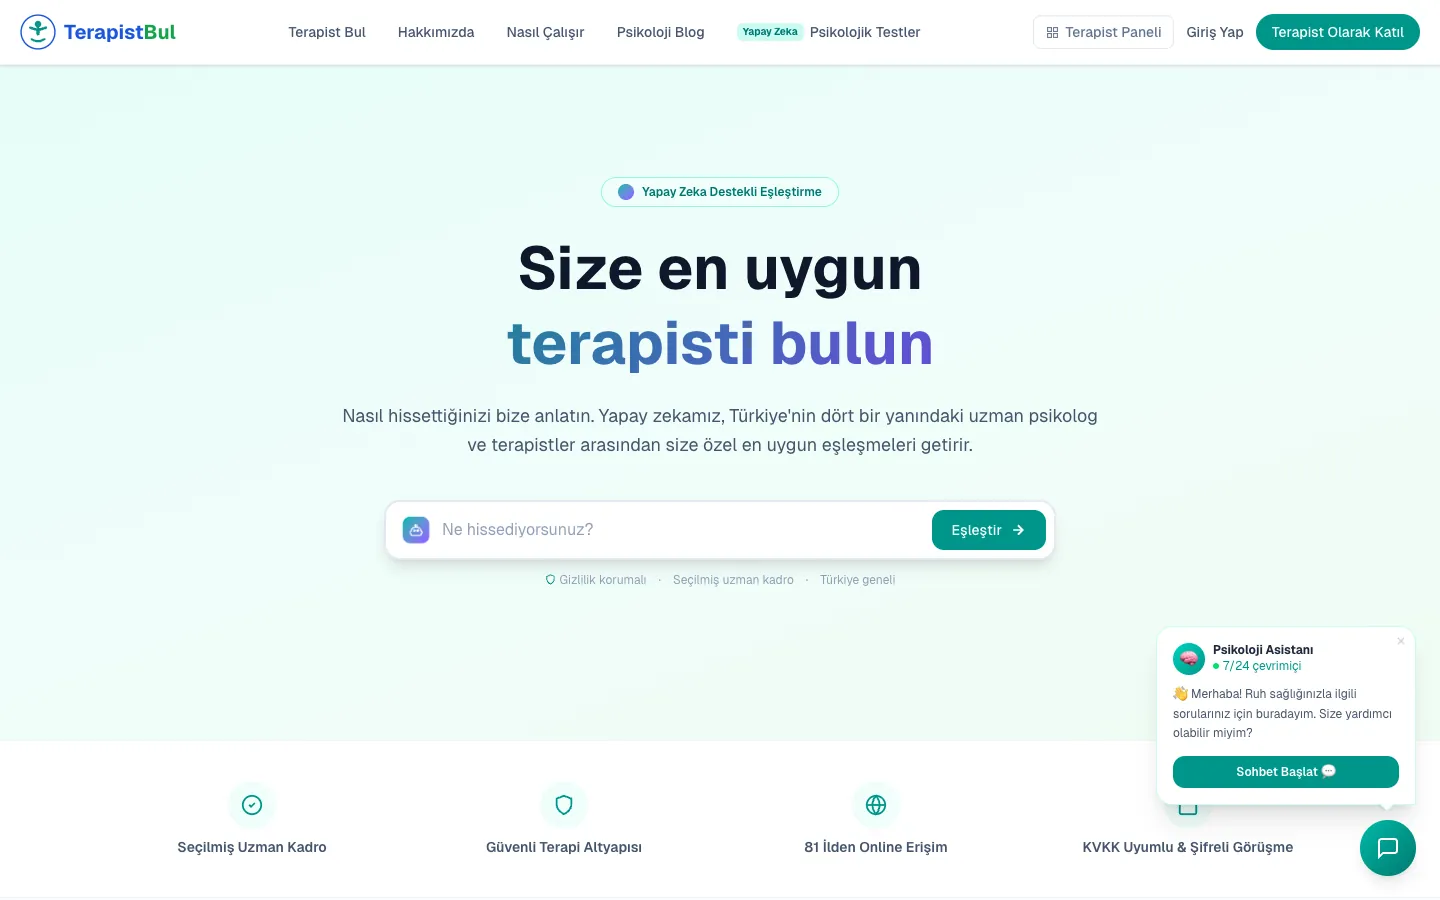 TerapistBul
Terapist Bul
Hakkımızda
Nasıl Çalışır
Psikoloji Blog
Yapay Zeka Psikolojik Testler
Terapist Paneli
Giriş Yap
Terapist Olarak Katıl
Yapay Zeka Destekli Eşleştirme
Size en uygun
terapisti bulun
Nasıl hissettiğinizi bize anlatın. Yapay zekamız, Türkiye'nin dört bir yanındaki uzman psikolog
ve terapistler arasından size özel en uygun eşleşmeleri getirir.
Ne hissediyorsunuz?
Eşleştir →
Gizlilik korumalı · Seçilmiş uzman kadro · Türkiye geneli
×
Psikoloji Asistanı
7/24 çevrimiçi
👋 Merhaba! Ruh sağlığınızla ilgili
sorularınız için buradayım. Size yardımcı
olabilir miyim?
Sohbet Başlat 💬
Seçilmiş Uzman Kadro
Güvenli Terapi Altyapısı
81 İlden Online Erişim
KVKK Uyumlu & Şifreli Görüşme